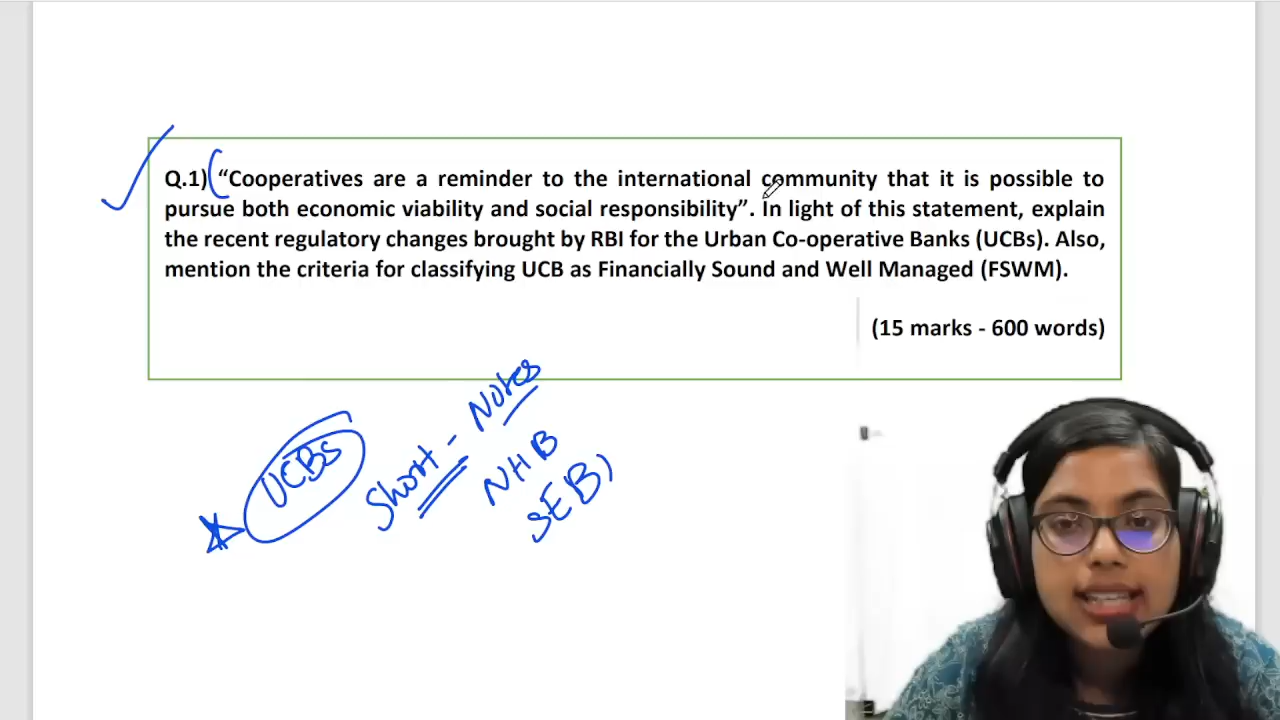 Q.1) “Cooperatives are a reminder to the international community that it is possible to
pursue both economic viability and social responsibility”. In light of this statement, explain
the recent regulatory changes brought by RBI for the Urban Co-operative Banks (UCBs). Also,
mention the criteria for classifying UCB as Financially Sound and Well Managed (FSWM).
(15 marks - 600 words)
UCBs
Short - Notes
NHB
SEBI